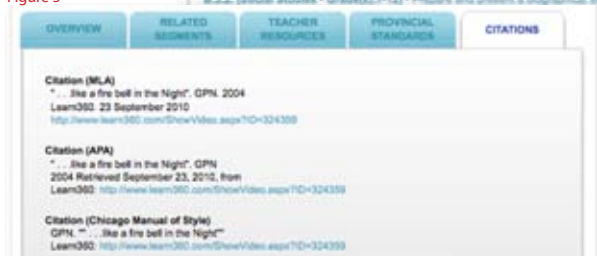 Figure 5
OVERVIEW
RELATED SEGMENTS
TEACHER RESOURCES
PROVINCIAL STANDARDS
CITATIONS
Citation (MLA)
" . . .like a fire bell in the Night". GPN. 2004
Learn360. 23 September 2010
http://www.learn360.com/ShowVideo.aspx?ID=324359
Citation (APA)
" . . .like a fire bell in the Night". GPN
2004 Retrieved September 23, 2010, from
Learn360: http://www.learn360.com/ShowVideo.aspx?ID=324359
Citation (Chicago Manual of Style)
GPN. "" . . .like a fire bell in the Night""
Learn360: http://www.learn360.com/ShowVideo.aspx?ID=324359